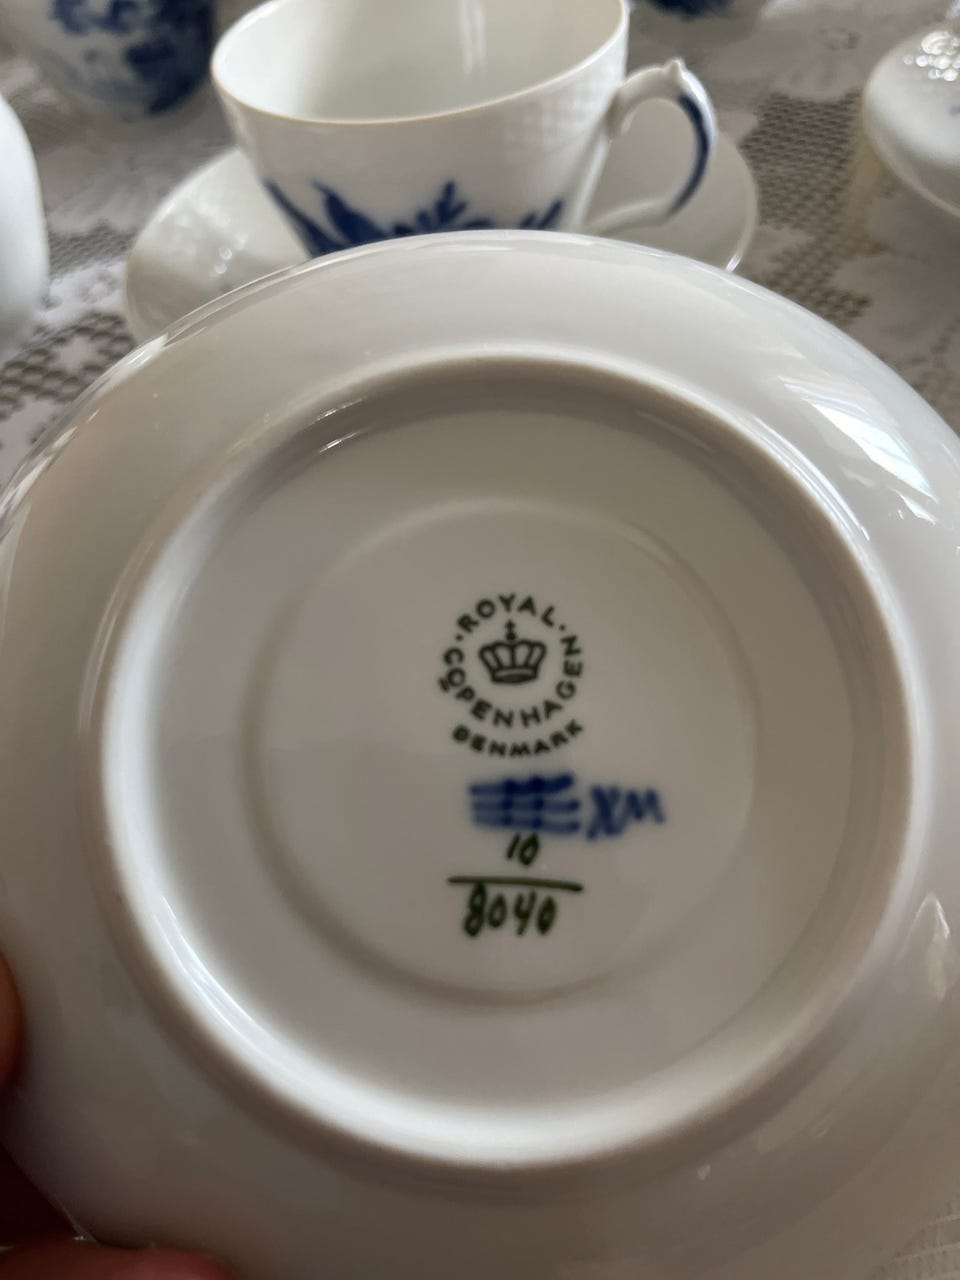 ROYAL COPENHAGEN
DENMARK
XM
10
8040